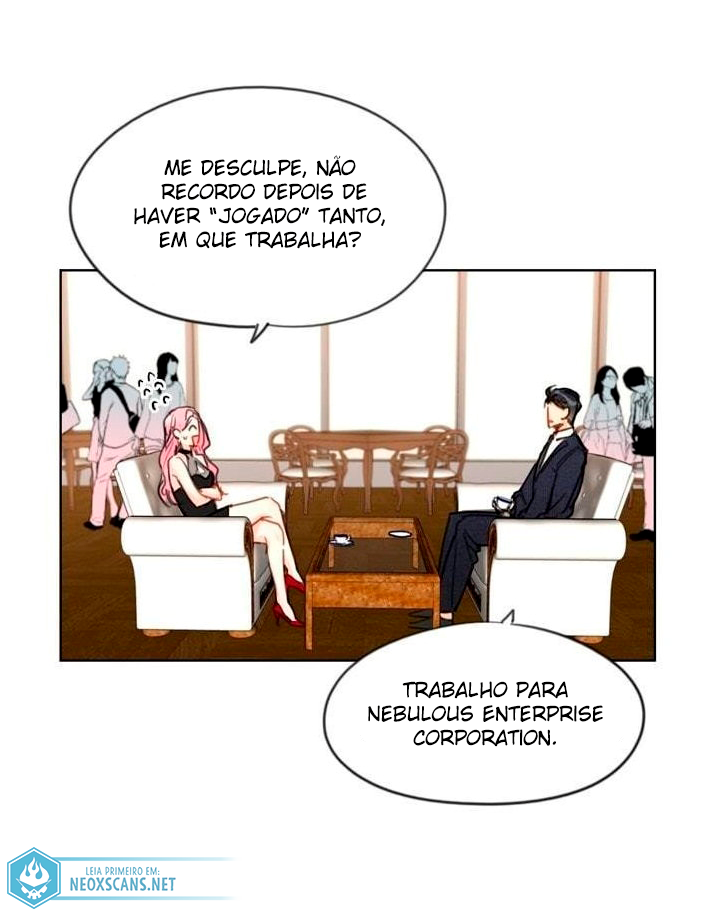 ME DESCULPE, NÃO
RECORDO DEPOIS DE
HAVER "JOGADO" TANTO,
EM QUE TRABALHA?
TRABALHO PARA
NEBULOUS ENTERPRISE
CORPORATION.
LEIA PRIMEIRO EM:
NEOXSCANS.NET